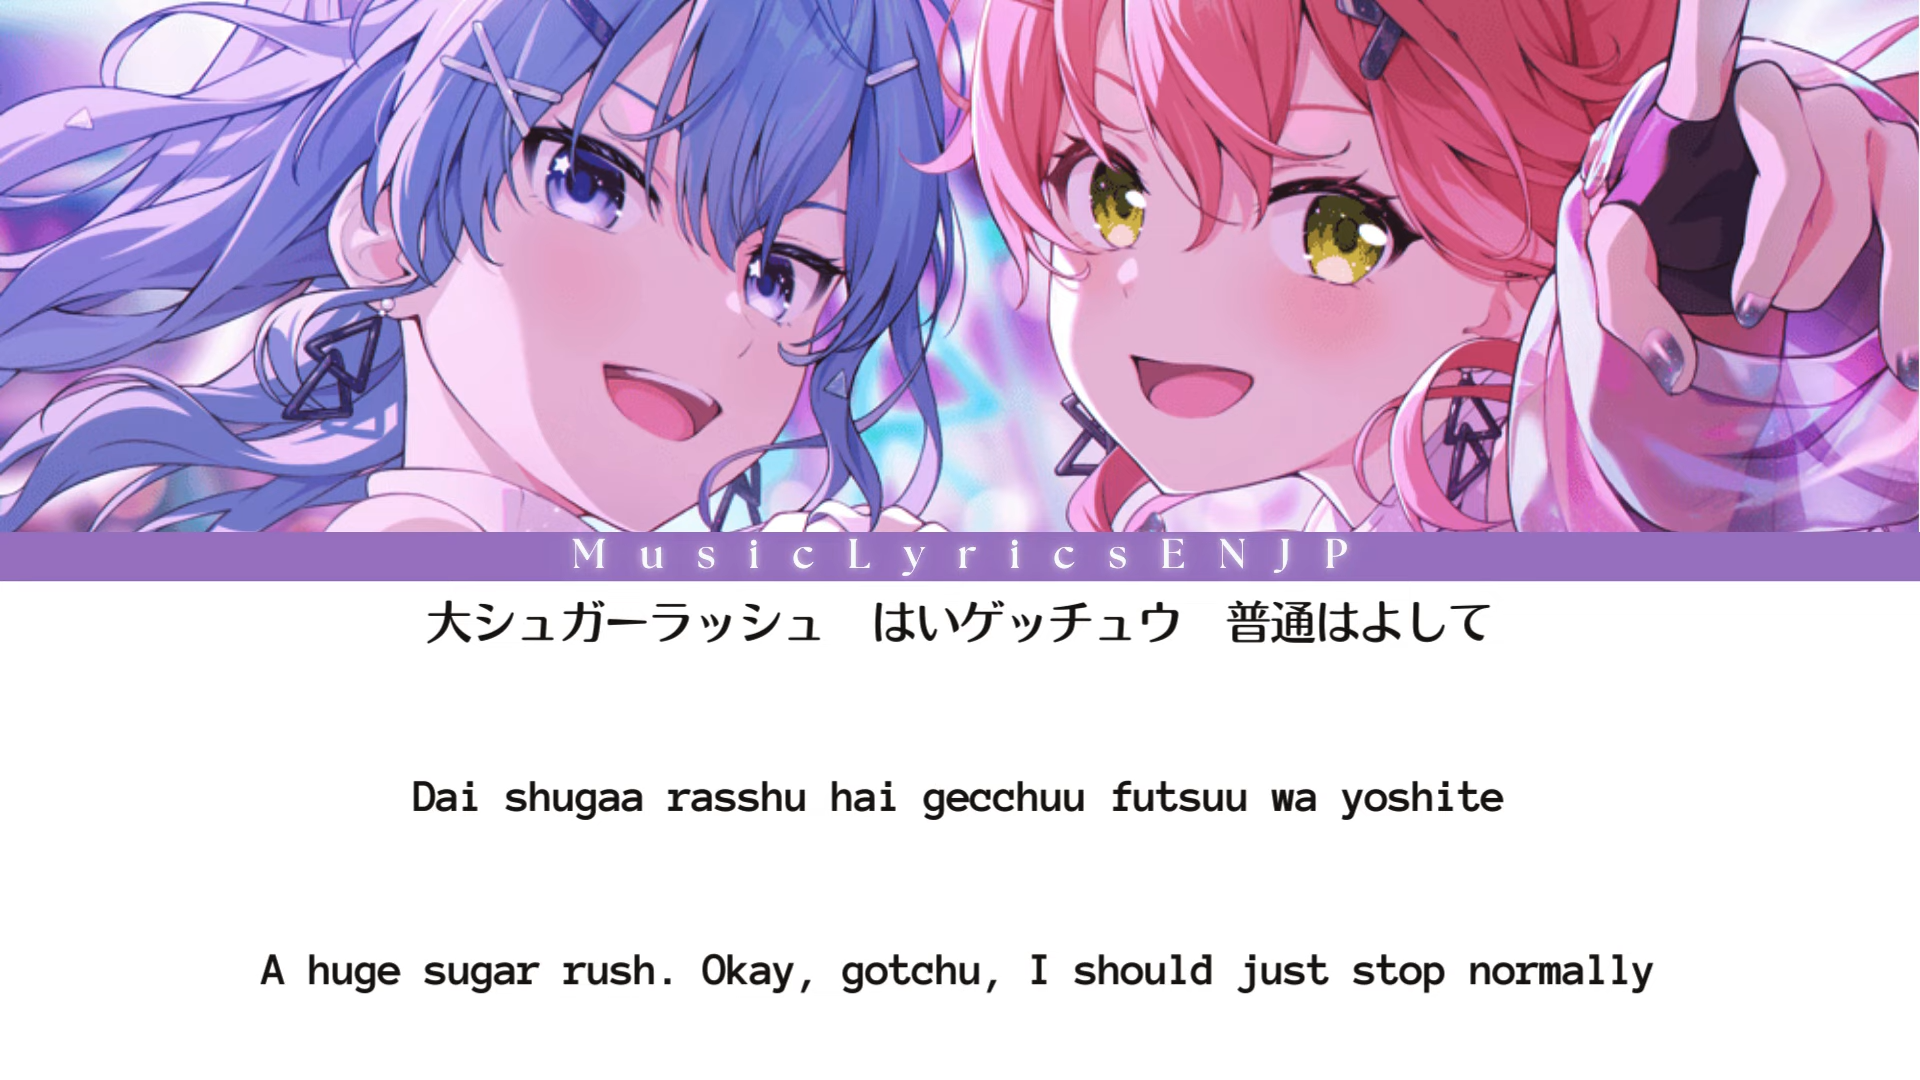 MusicLyricsENJP
大シュガーラッシュ　はいゲッチュウ　普通はよして
Dai shugaa rasshu hai gecchuu futsuu wa yoshite
A huge sugar rush. Okay, gotchu, I should just stop normally